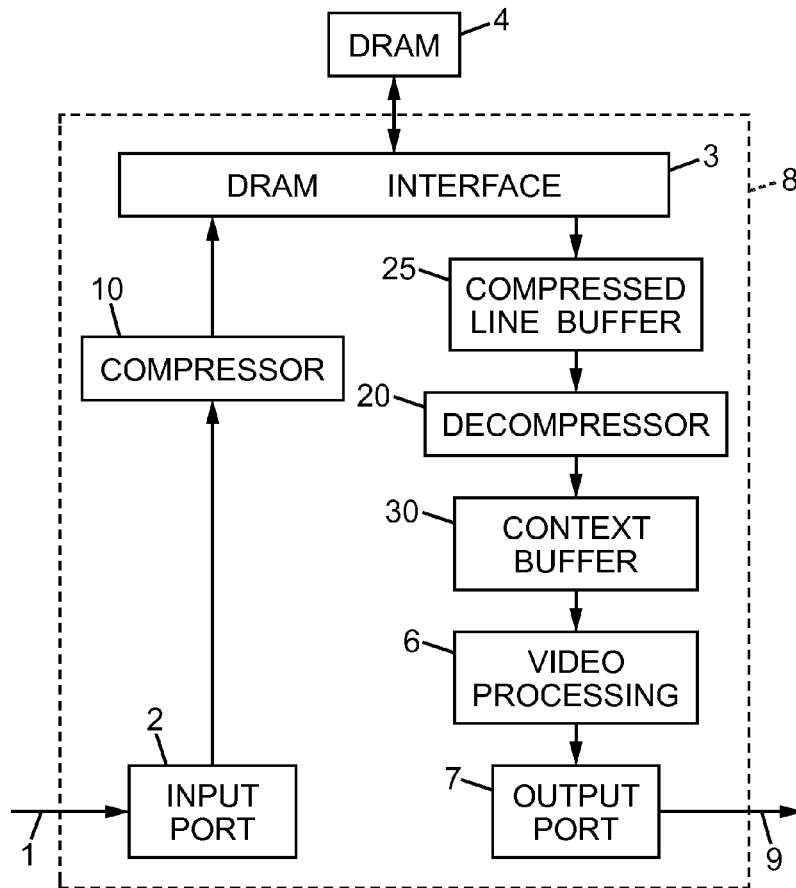 DRAM
4
DRAM INTERFACE
3
8
25
COMPRESSED
LINE BUFFER
10
COMPRESSOR
20
DECOMPRESSOR
30
CONTEXT
BUFFER
6
VIDEO
PROCESSING
2
INPUT
PORT
7
OUTPUT
PORT
1
9